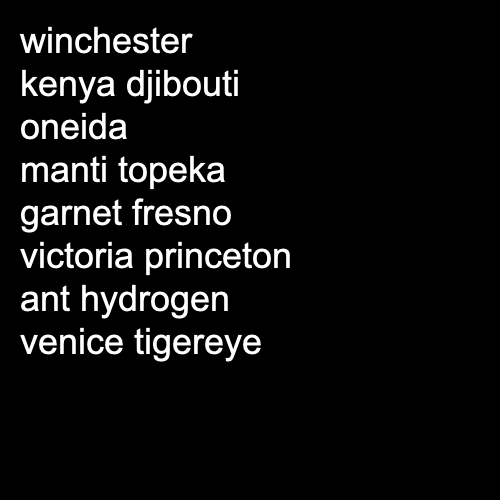 winchester
kenya djibouti
oneida
manti topeka
garnet fresno
victoria princeton
ant hydrogen
venice tigereye